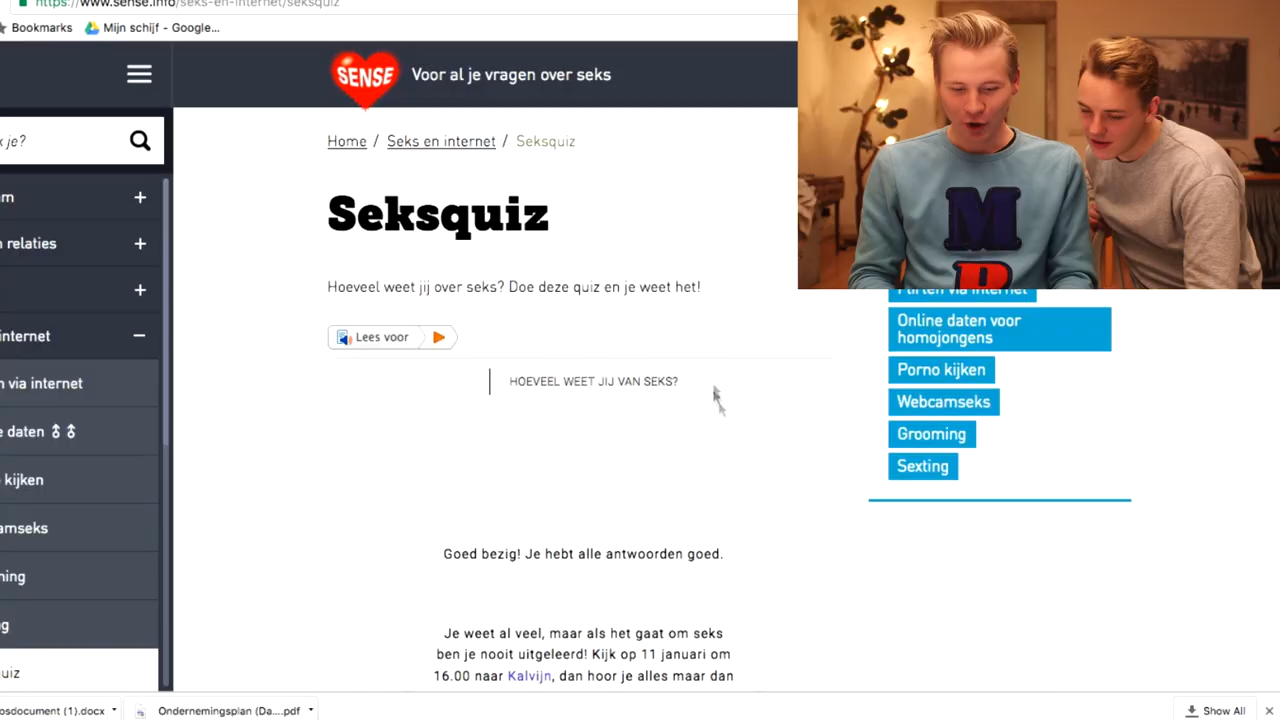 https://www.sense.info/seks-en-internet/seksquiz
Bookmarks
Mijn schijf - Google...
SENSE
Voor al je vragen over seks
je?
Home / Seks en internet / Seksquiz
relaties
internet
via internet
daten
kijken
Seksquiz
Hoeveel weet jij over seks? Doe deze quiz en je weet het!
Lees voor
HOEVEEL WEET JIJ VAN SEKS?
Goed bezig! Je hebt alle antwoorden goed.
Je weet al veel, maar als het gaat om seks
ben je nooit uitgeleerd! Kijk op 11 januari om
16.00 naar Kalvijn, dan hoor je alles maar dan
M
Flirten via internet
Online daten voor
homojongens
Porno kijken
Webcamseks
Grooming
Sexting
osdocument (1).docx
Ondernemingsplan (Da....pdf
Show All